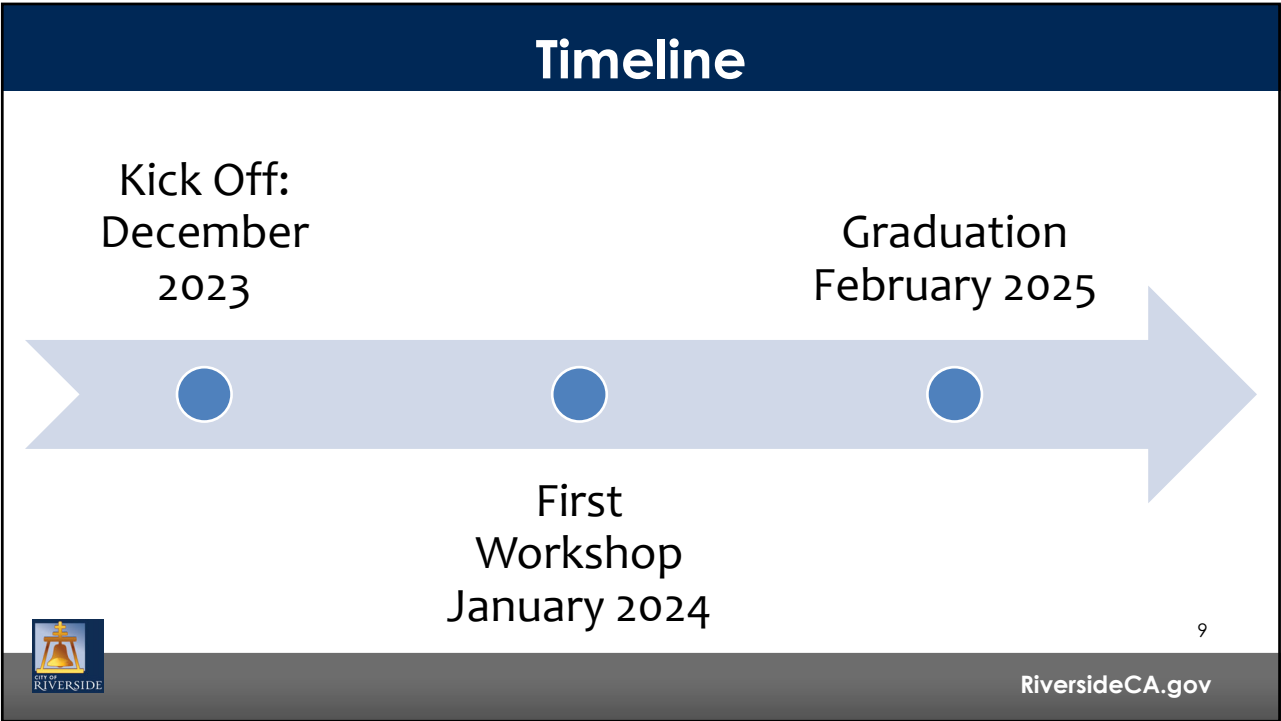 Timeline
Kick Off:
December
2023
Graduation
February 2025
First
Workshop
January 2024
9
CITY OF
RIVERSIDE
RiversideCA.gov